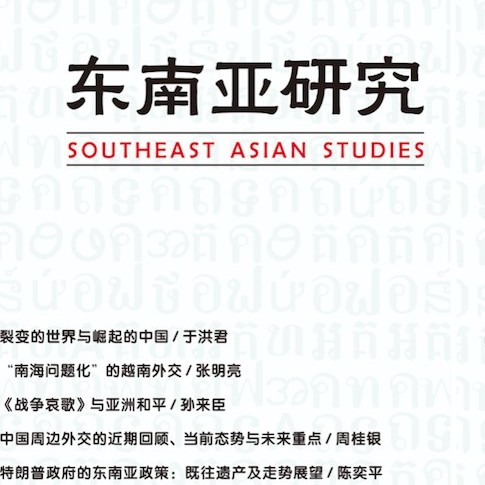 东南亚研究
SOUTHEAST ASIAN STUDIES
裂变的世界与崛起的中国 / 于洪君
“南海问题化”的越南外交 / 张明亮
《战争哀歌》与亚洲和平 / 孙来臣
中国周边外交的近期回顾、当前态势与未来重点 / 周桂银
特朗普政府的东南亚政策：既往遗产及走势展望 / 陈奕平